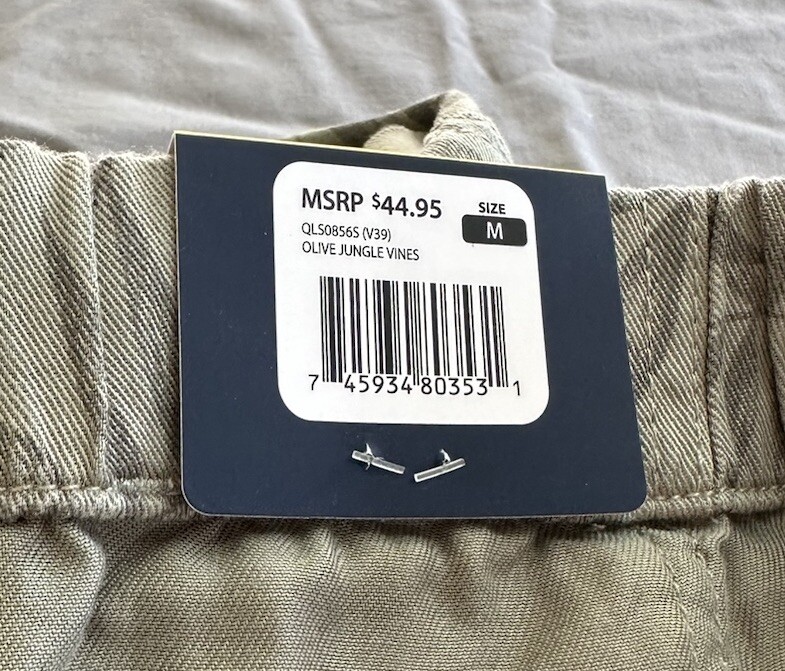 MSRP $44.95
SIZE
M
QLS0856S (V39)
OLIVE JUNGLE VINES
7 45934 80353 1